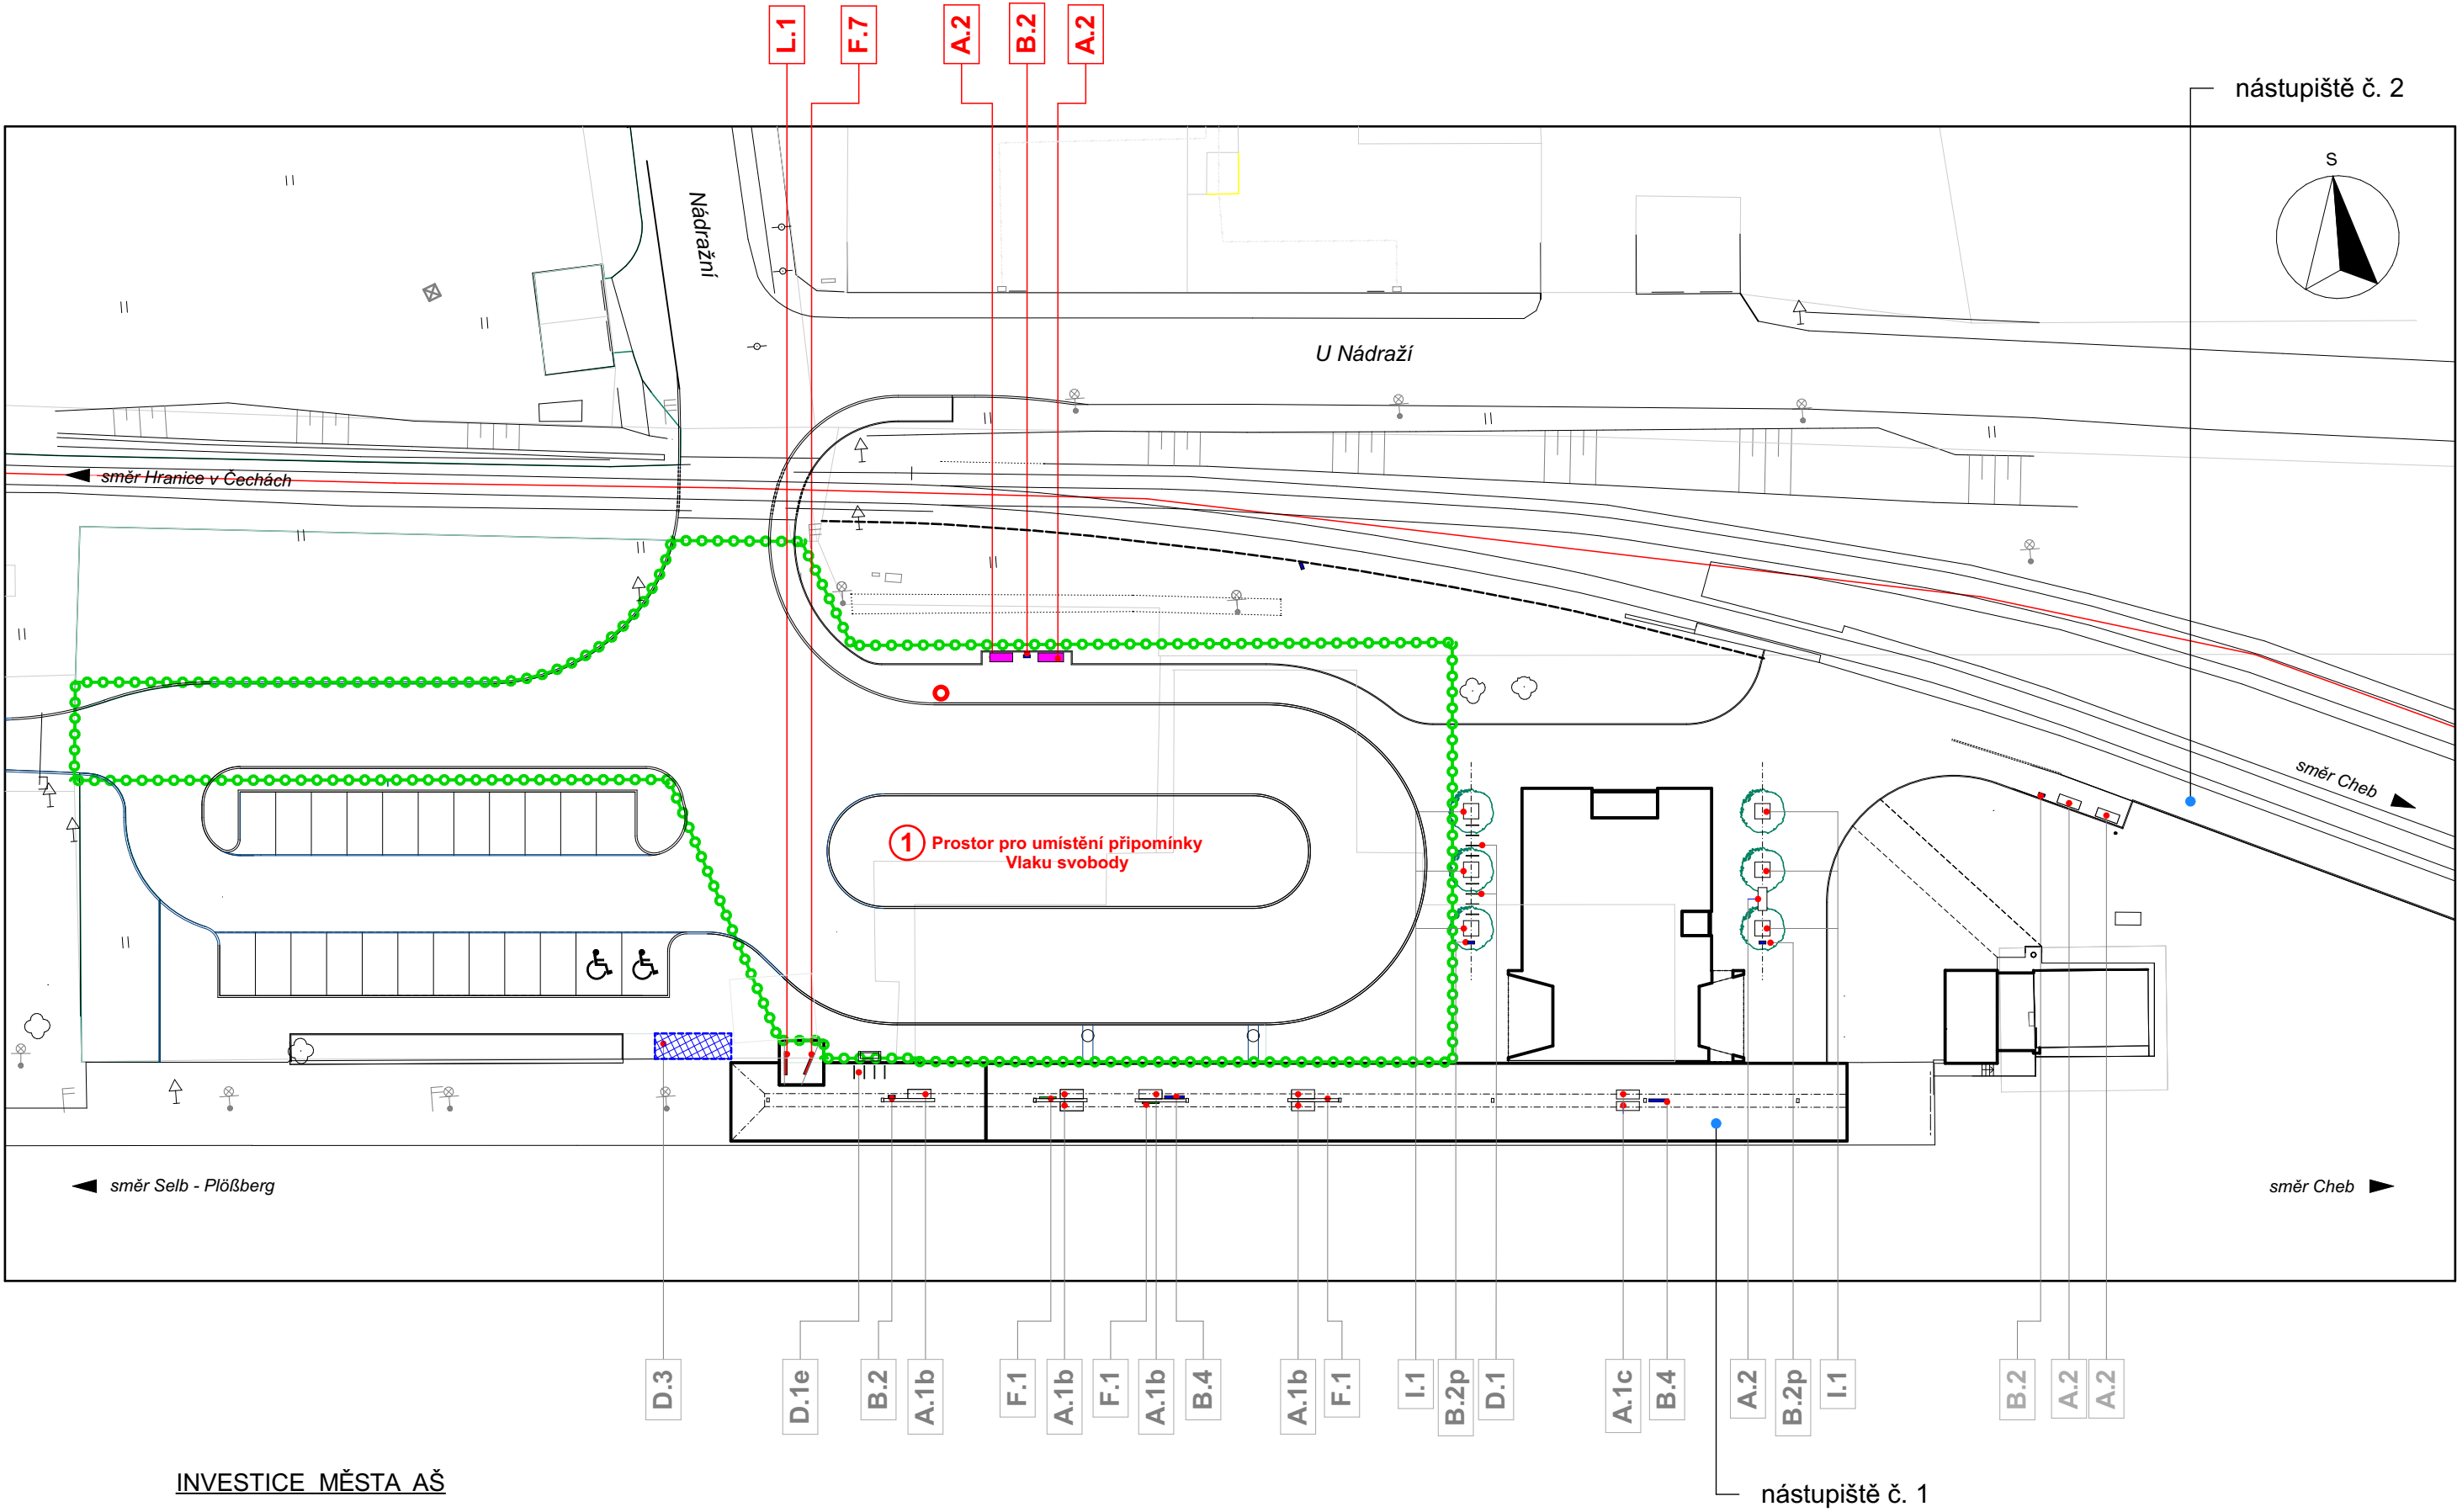 L.1
F.7
A.2
B.2
A.2
nástupiště č. 2
S
Nádražní
U Nádraží
směr Hranice v Čechách
směr Cheb
1 Prostor pro umístění připomínky
Vlaku svobody
směr Selb - Plößberg
směr Cheb
D.3
D.1e
B.2
A.1b
F.1
A.1b
F.1
A.1b
B.4
A.1b
F.1
I.1
B.2p
D.1
A.1c
B.4
A.2
B.2p
I.1
B.2
A.2
A.2
INVESTICE MĚSTA AŠ
nástupiště č. 1